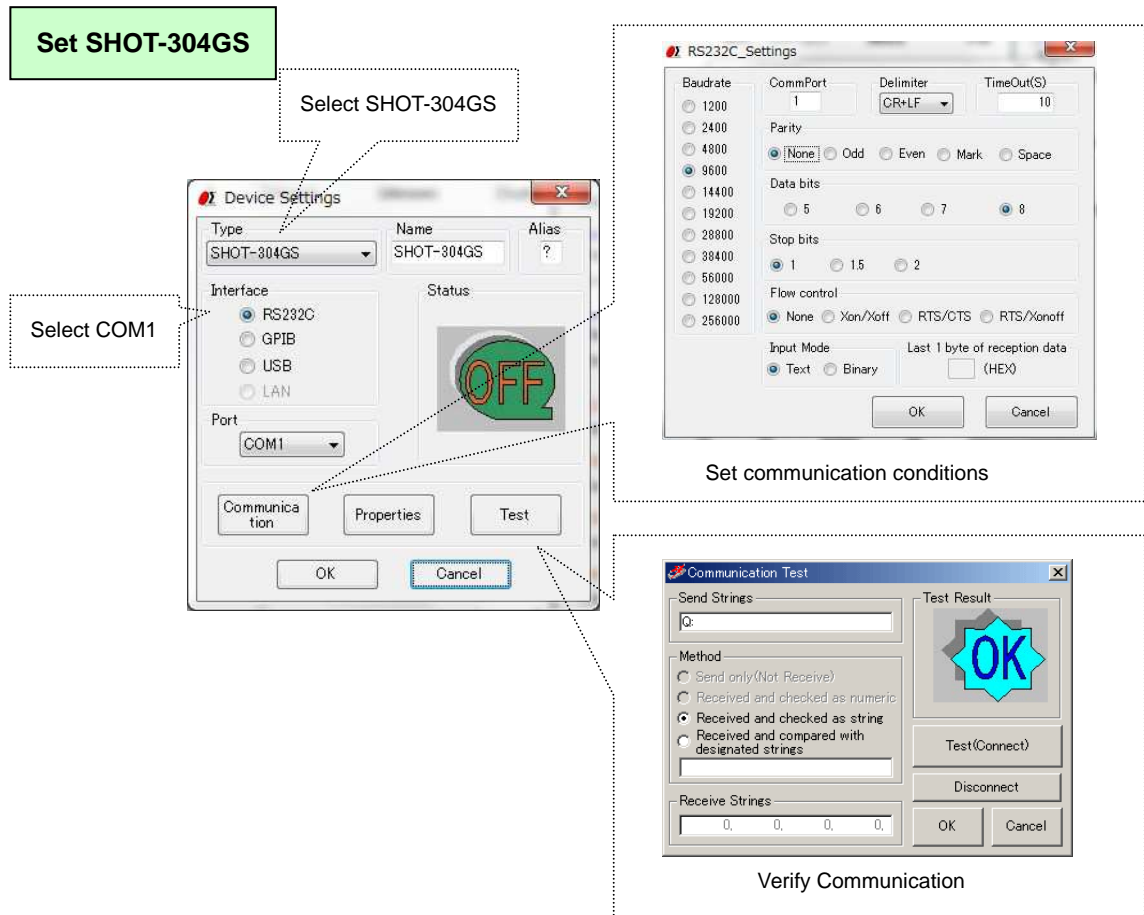 Set SHOT-304GS
Select SHOT-304GS
Device Settings
Type
SHOT-304GS
Name
SHOT-304GS
Alias
?
Select COM1
Interface
RS232C
GPIB
USB
LAN
Status
OFF
Port
COM1
Communica
tion
Properties
Test
OK
Cancel
RS232C_Settings
Baudrate
1200
2400
4800
9600
14400
19200
28800
38400
56000
128000
256000
CommPort
1
Delimiter
CR+LF
TimeOut(S)
10
Parity
None Odd Even Mark Space
Data bits
5 6 7 8
Stop bits
1 1.5 2
Flow control
None Xon/Xoff RTS/CTS RTS/Xonoff
Input Mode
Text Binary
Last 1 byte of reception data
(HEX)
OK Cancel
Set communication conditions
Communication Test
Send Strings
Q:
Method
Send only(Not Receive)
Received and checked as numeric
Received and checked as string
Received and compared with
designated strings
Receive Strings
0, 0, 0, 0,
Test Result
OK
Test(Connect)
Disconnect
OK Cancel
Verify Communication